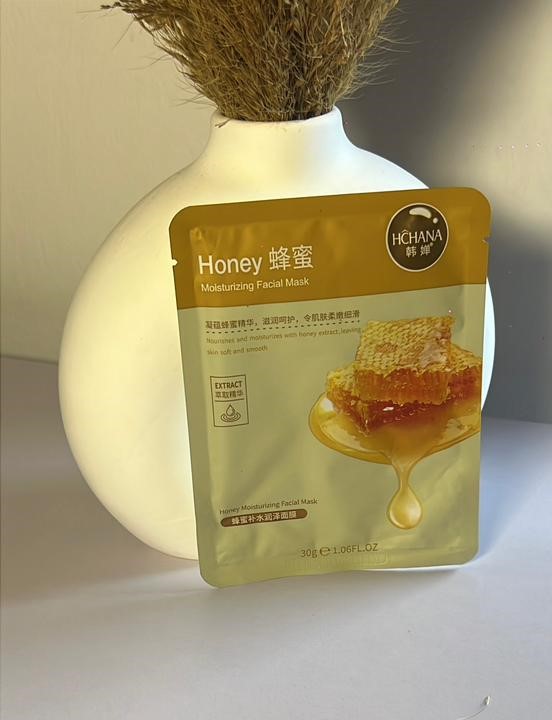 HCHANA
韩婵
Honey 蜂蜜
Moisturizing Facial Mask
凝蕴蜂蜜精华，滋润呵护，令肌肤柔嫩细滑
Nourishes and moisturizes with honey extract,leaving
skin soft and smooth
EXTRACT
萃取精华
Honey Moisturizing Facial Mask
蜂蜜补水润泽面膜
30g ℮ 1.06FL.OZ